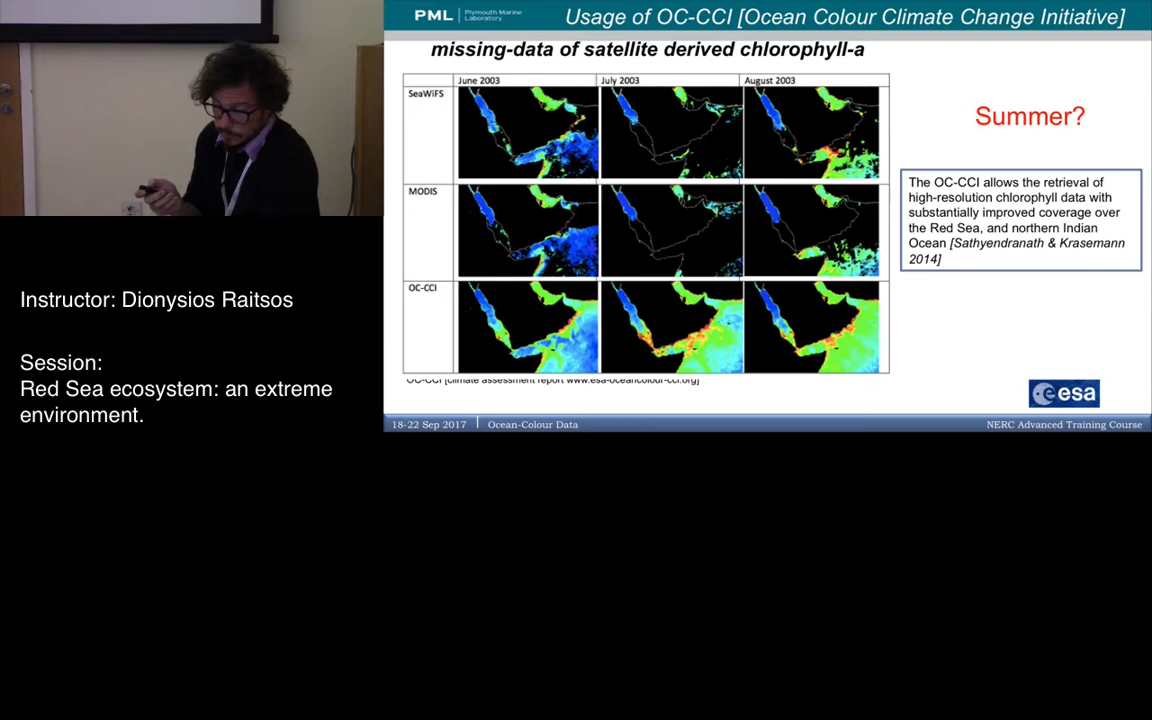 PML
Plymouth Marine
Laboratory
Usage of OC-CCI [Ocean Colour Climate Change Initiative]
missing-data of satellite derived chlorophyll-a
June 2003
July 2003
August 2003
SeaWiFS
MODIS
OC-CCI
Summer?
The OC-CCI allows the retrieval of
high-resolution chlorophyll data with
substantially improved coverage over
the Red Sea, and northern Indian
Ocean [Sathyendranath & Krasemann
2014]
OC-CCI [climate assessment report www.esa-oceancolour-cci.org]
esa
18-22 Sep 2017
Ocean-Colour Data
NERC Advanced Training Course
Instructor: Dionysios Raitsos
Session:
Red Sea ecosystem: an extreme
environment.